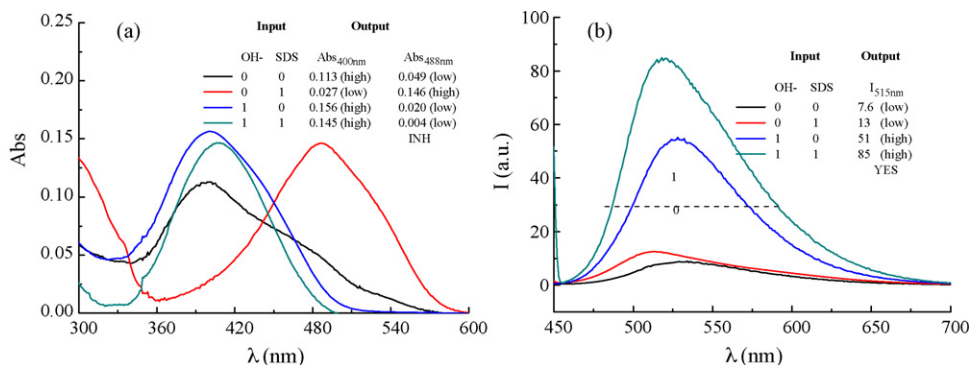 (a)
Input Output
OH- SDS Abs400nm Abs488nm
0 0 0.113 (high) 0.049 (low)
0 1 0.027 (low) 0.146 (high)
1 0 0.156 (high) 0.020 (low)
1 1 0.145 (high) 0.004 (low)
INH
0.25
0.20
0.15
0.10
0.05
0.00
Abs
300 360 420 480 540 600
λ (nm)
(b)
Input Output
OH- SDS I515nm
0 0 7.6 (low)
0 1 13 (low)
1 0 51 (high)
1 1 85 (high)
YES
1
0
100
80
60
40
20
0
I (a.u.)
450 500 550 600 650 700
λ (nm)